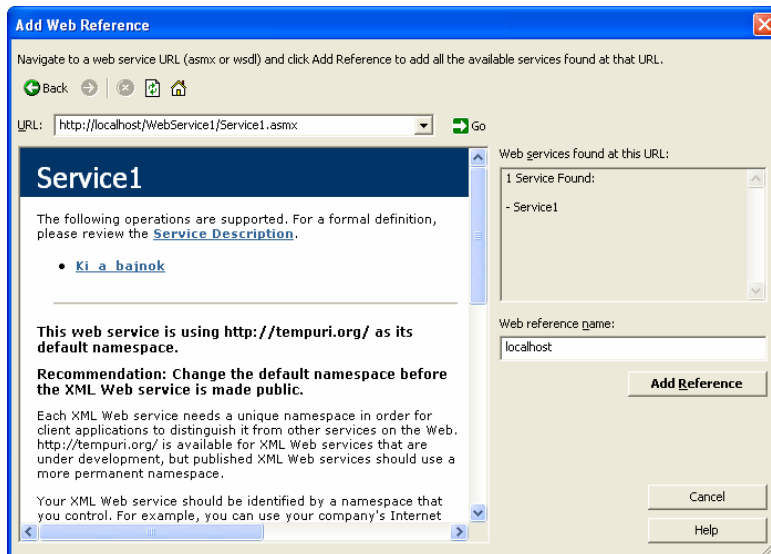 Add Web Reference
Navigate to a web service URL (asmx or wsdl) and click Add Reference to add all the available services found at that URL.
Back
URL: http://localhost/WebService1/Service1.asmx Go
Service1
The following operations are supported. For a formal definition,
please review the Service Description.
• Ki_a_bajnok
This web service is using http://tempuri.org/ as its
default namespace.
Recommendation: Change the default namespace before
the XML Web service is made public.
Each XML Web service needs a unique namespace in order for
client applications to distinguish it from other services on the Web.
http://tempuri.org/ is available for XML Web services that are
under development, but published XML Web services should use a
more permanent namespace.
Your XML Web service should be identified by a namespace that
you control. For example, you can use your company's Internet
Web services found at this URL:
1 Service Found:
- Service1
Web reference name:
localhost
Add Reference
Cancel
Help